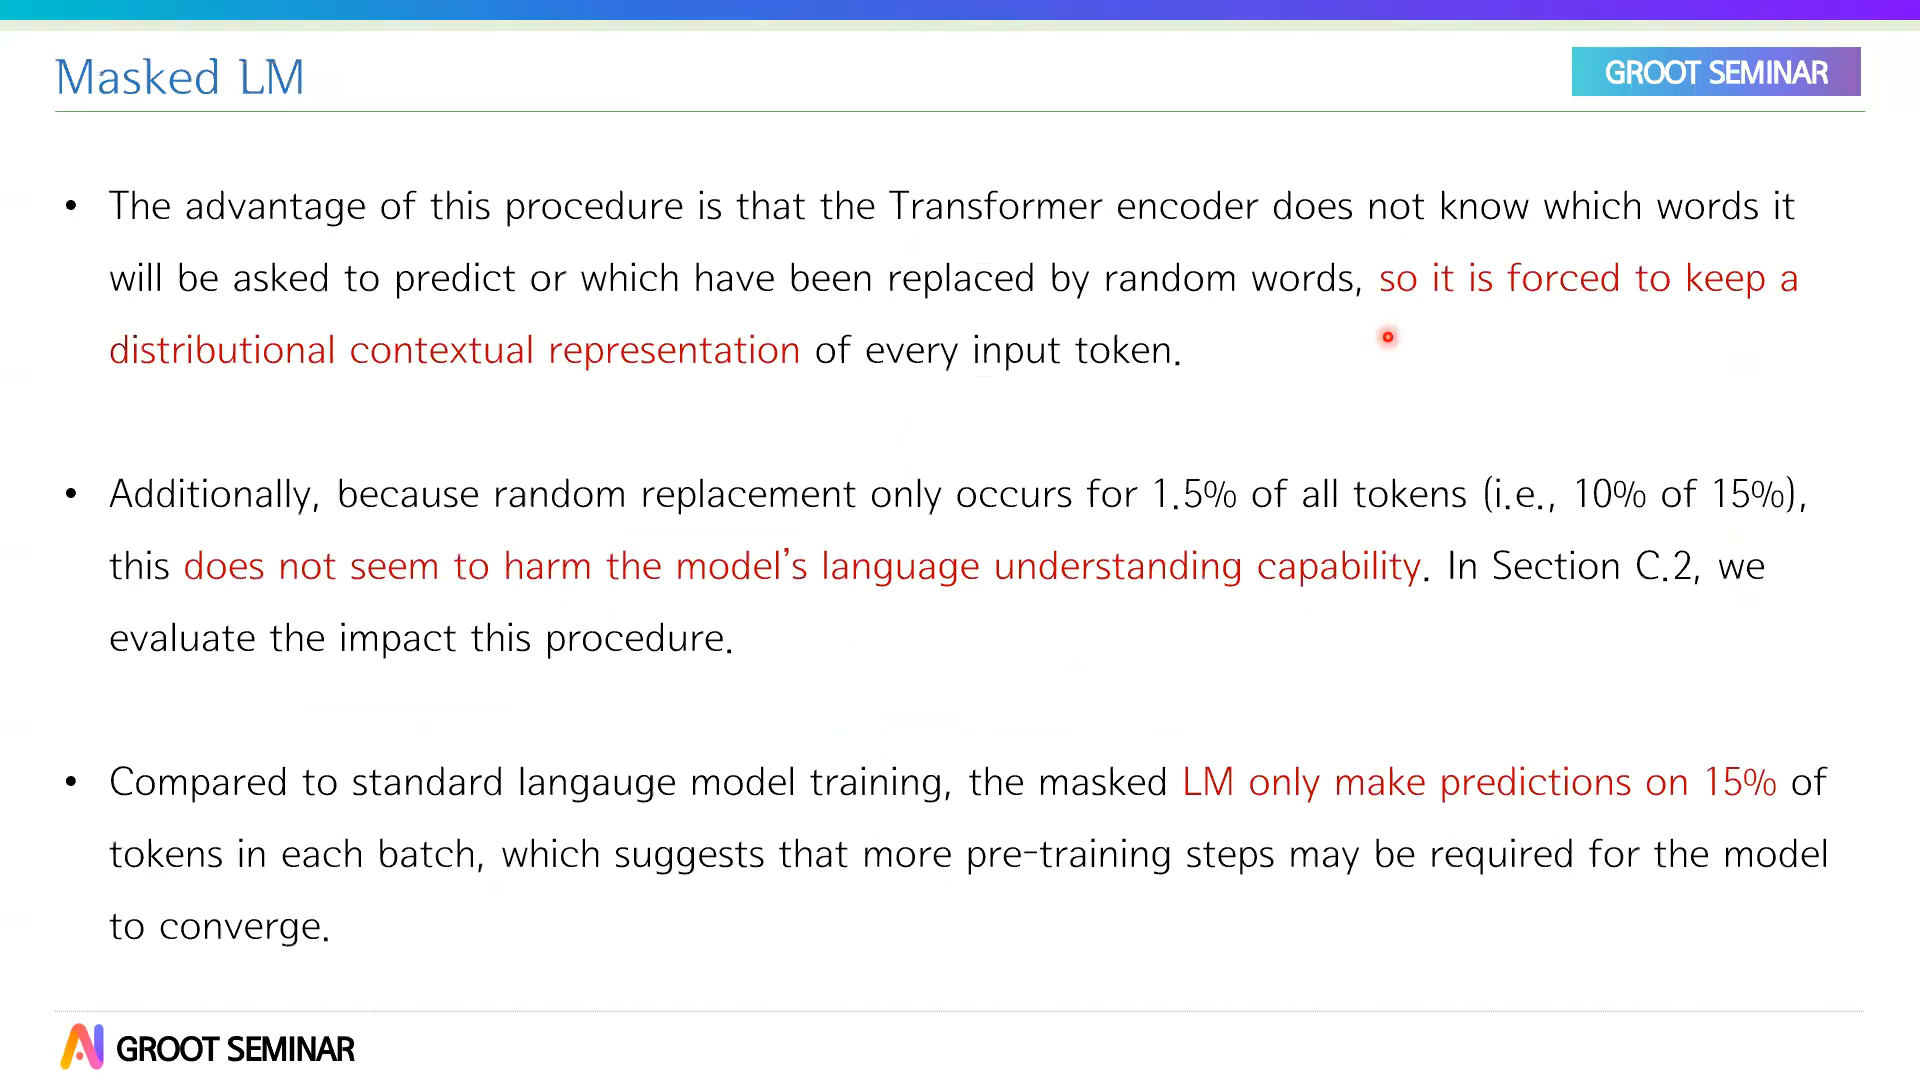 Masked LM
GROOT SEMINAR
• The advantage of this procedure is that the Transformer encoder does not know which words it
will be asked to predict or which have been replaced by random words, so it is forced to keep a
distributional contextual representation of every input token.
• Additionally, because random replacement only occurs for 1.5% of all tokens (i.e., 10% of 15%),
this does not seem to harm the model's language understanding capability. In Section C.2, we
evaluate the impact this procedure.
• Compared to standard langauge model training, the masked LM only make predictions on 15% of
tokens in each batch, which suggests that more pre-training steps may be required for the model
to converge.
AI GROOT SEMINAR